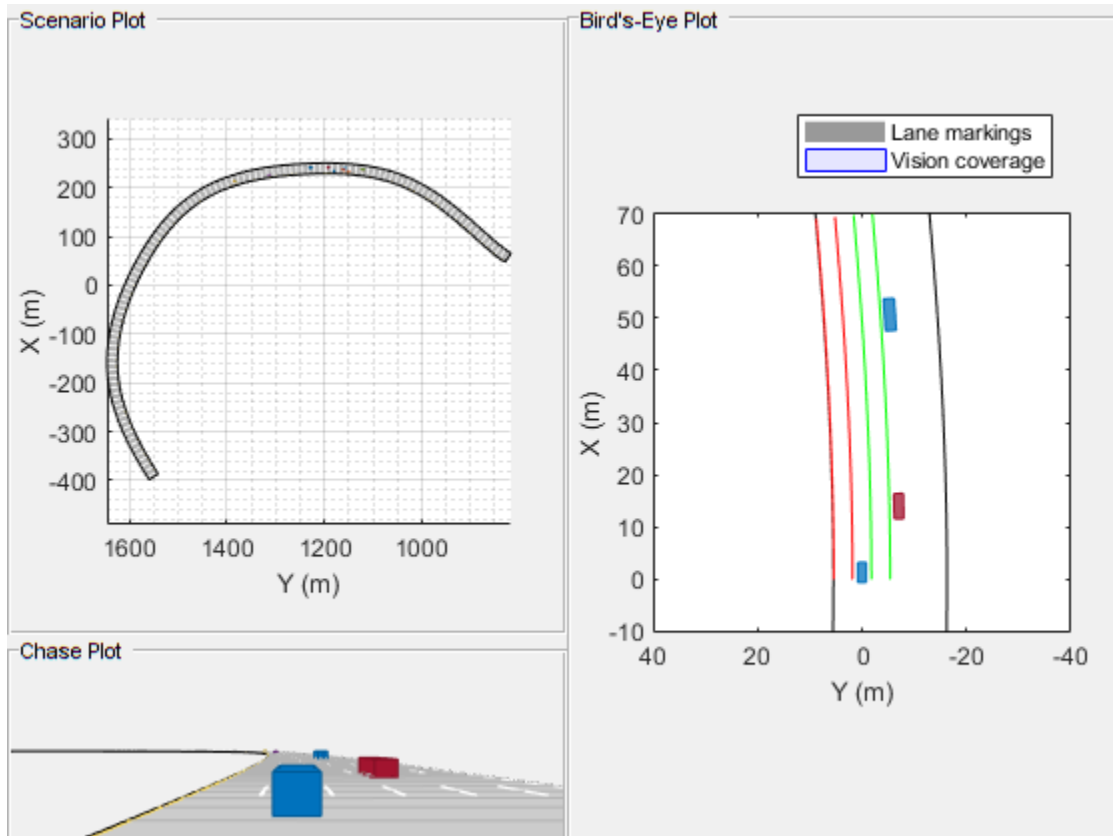 Scenario Plot
300
200
100
0
-100
-200
-300
-400
X (m)
1600 1400 1200 1000
Y (m)
Chase Plot
Bird's-Eye Plot
Lane markings
Vision coverage
70
60
50
40
30
20
10
0
-10
X (m)
40 20 0 -20 -40
Y (m)